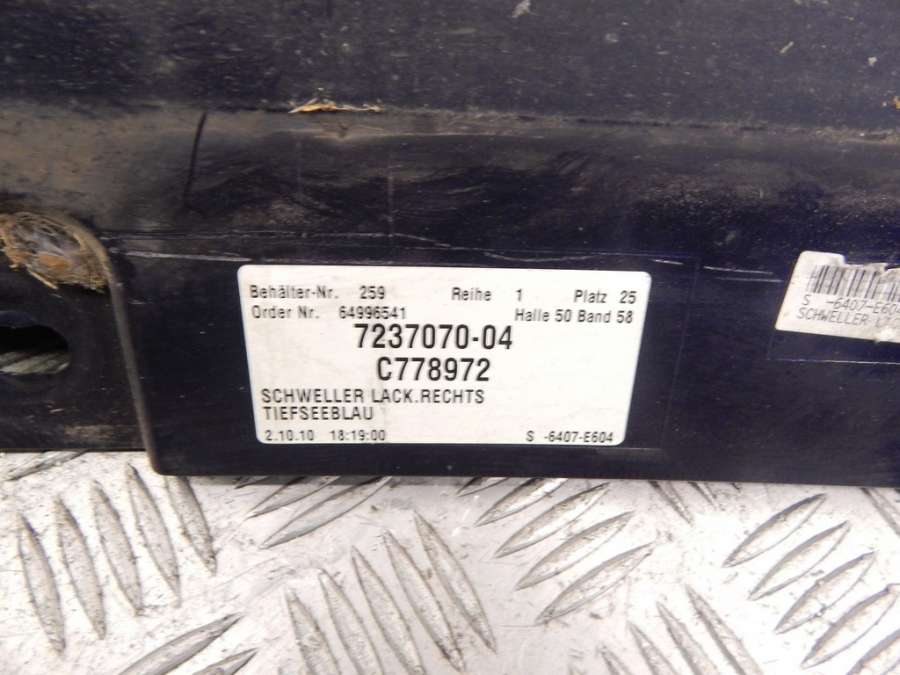 Behälter-Nr. 259 Reihe 1 Platz 25
Order Nr. 64996541 Halle 50 Band 58
7237070-04
C778972
SCHWELLER LACK.RECHTS
TIEFSEEBLAU
2.10.10 18:19:00 S -6407-E604
S -6407-E604
SCHWELLER